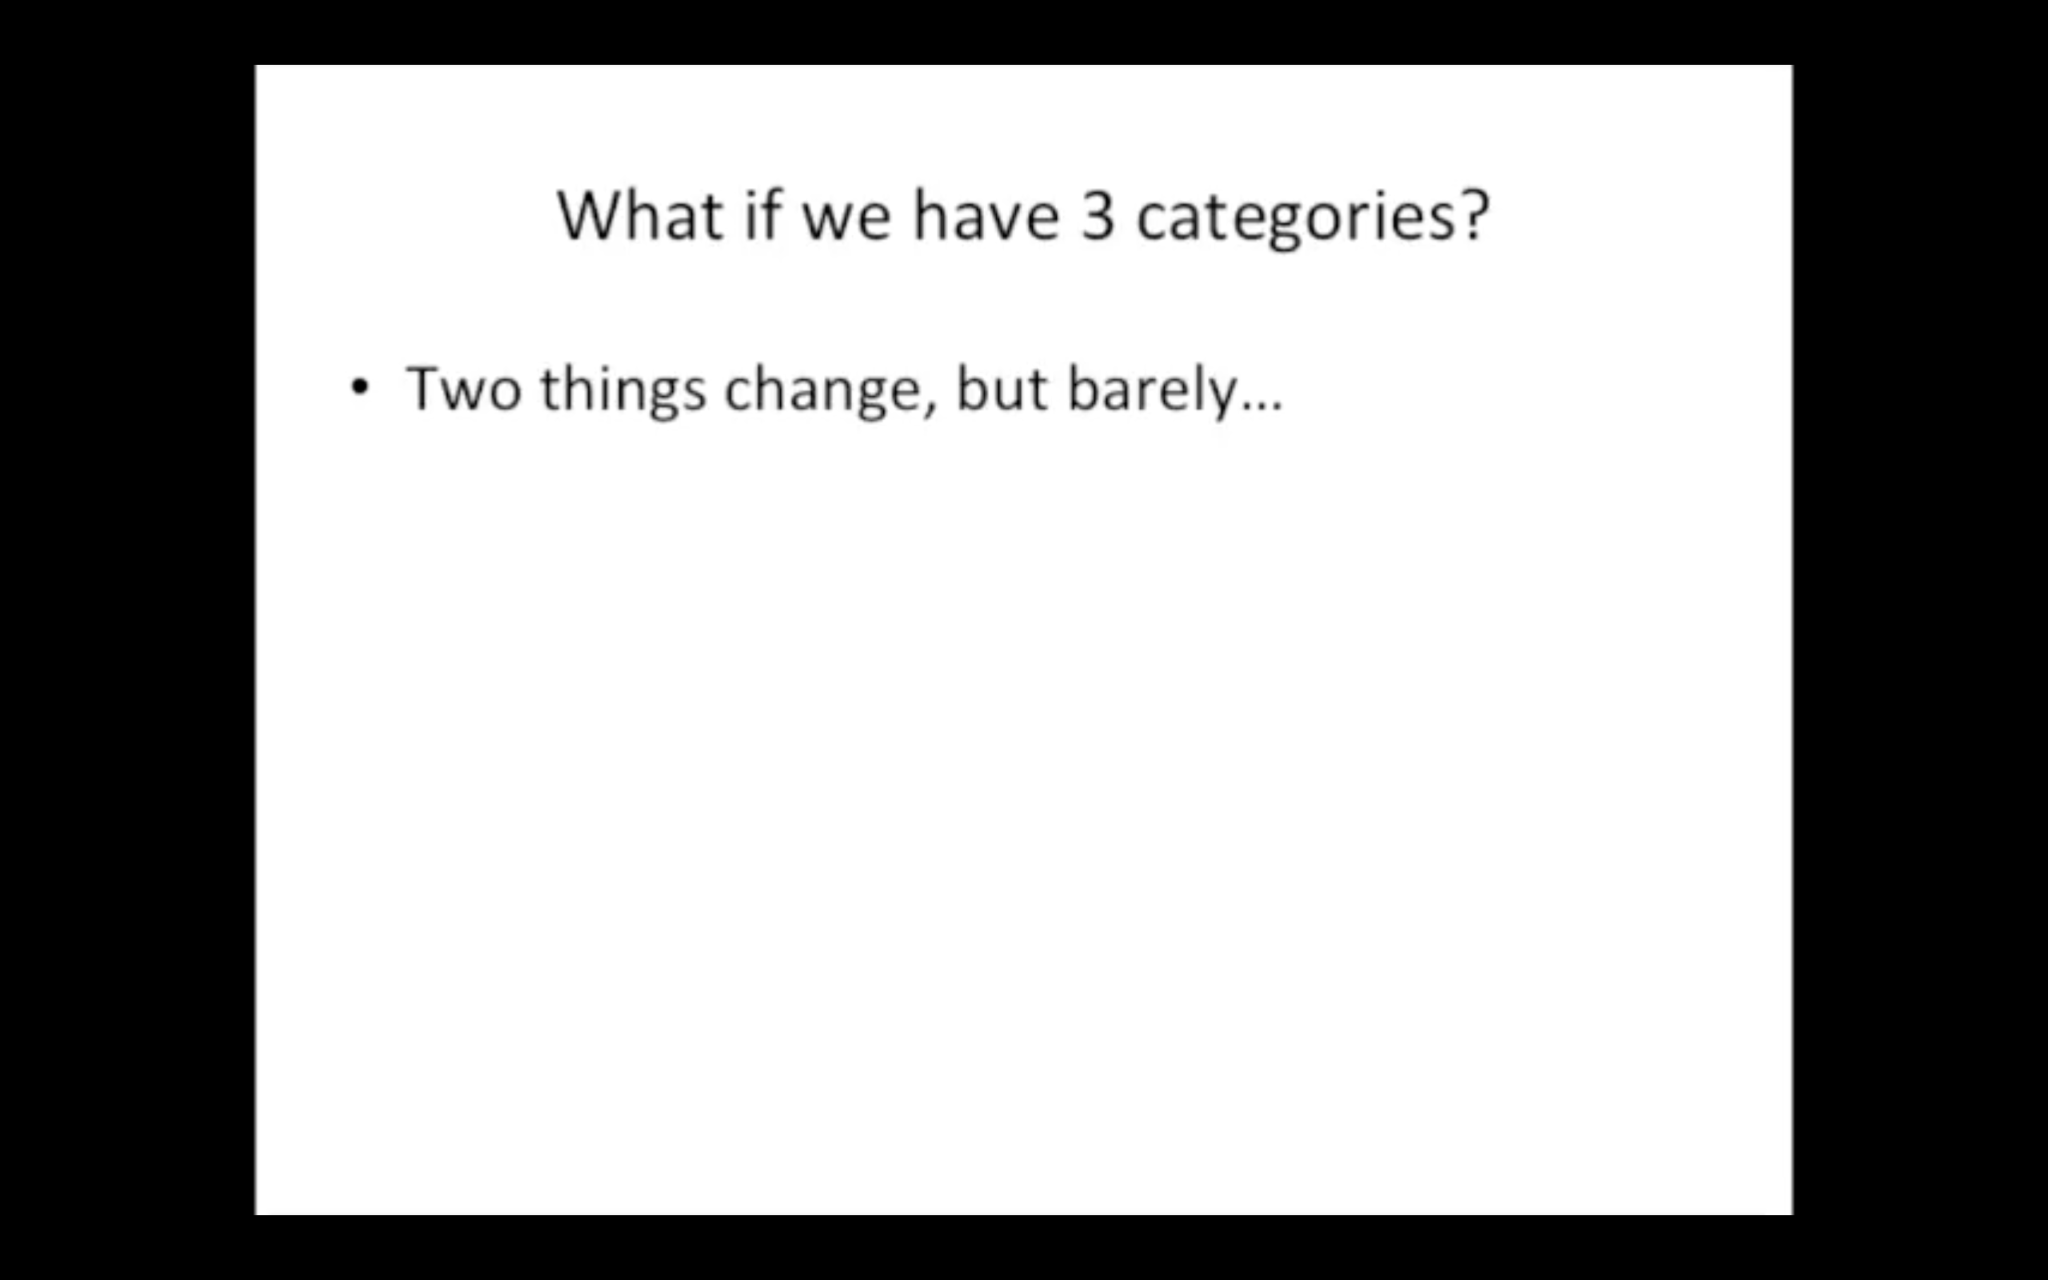 What if we have 3 categories?
• Two things change, but barely...